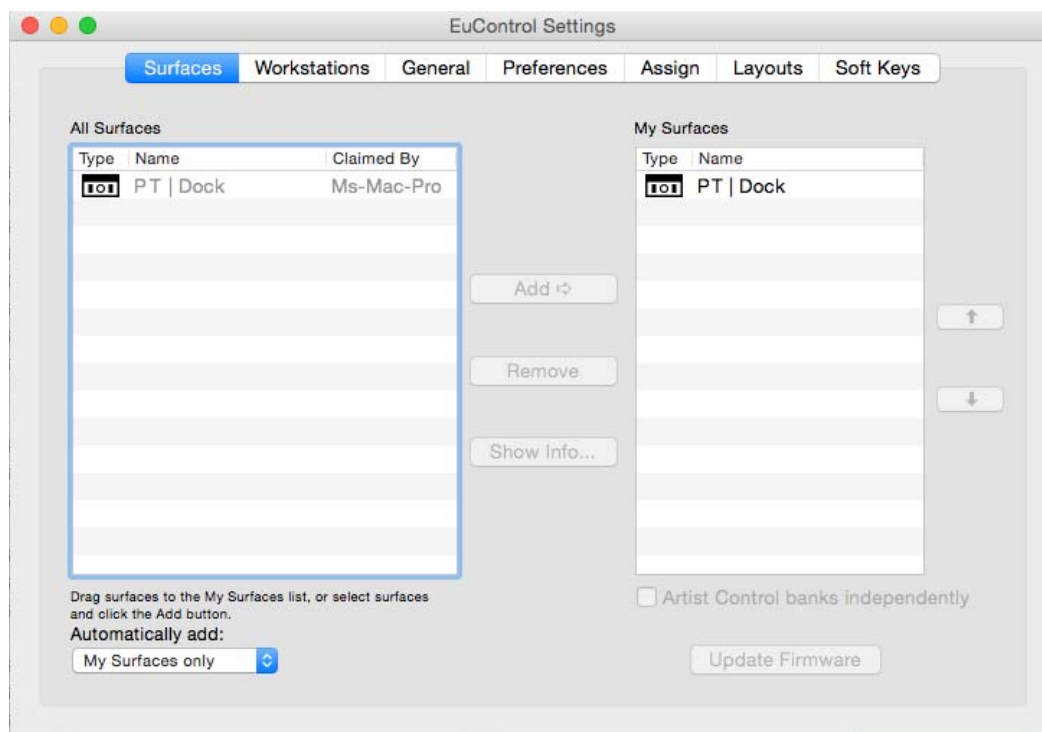 EuControl Settings
Surfaces Workstations General Preferences Assign Layouts Soft Keys
All Surfaces
Type Name Claimed By
PT | Dock Ms-Mac-Pro
My Surfaces
Type Name
PT | Dock
Add ⇨
Remove
Show Info...
Drag surfaces to the My Surfaces list, or select surfaces
and click the Add button.
Automatically add:
My Surfaces only
Artist Control banks independently
Update Firmware